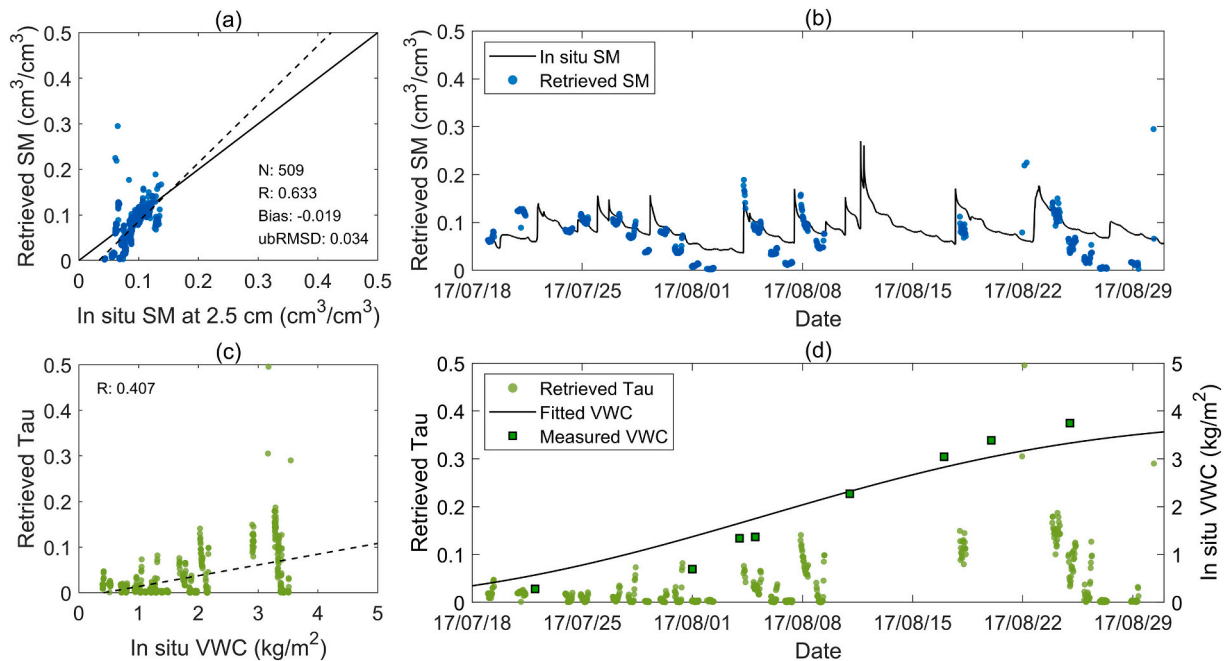 (a)
0.5
0.4
0.3
0.2
0.1
0
Retrieved SM (cm³/cm³)
N: 509
R: 0.633
Bias: -0.019
ubRMSD: 0.034
0 0.1 0.2 0.3 0.4 0.5
In situ SM at 2.5 cm (cm³/cm³)
(b)
0.5
0.4
0.3
0.2
0.1
0
Retrieved SM (cm³/cm³)
In situ SM
Retrieved SM
17/07/18 17/07/25 17/08/01 17/08/08 17/08/15 17/08/22 17/08/29
Date
(c)
0.5
0.4
0.3
0.2
0.1
0
Retrieved Tau
R: 0.407
0 1 2 3 4 5
In situ VWC (kg/m²)
(d)
0.5
0.4
0.3
0.2
0.1
0
Retrieved Tau
Retrieved Tau
Fitted VWC
Measured VWC
5
4
3
2
1
0
In situ VWC (kg/m²)
17/07/18 17/07/25 17/08/01 17/08/08 17/08/15 17/08/22 17/08/29
Date